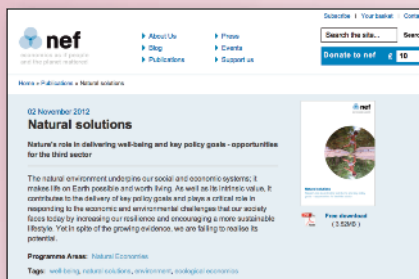 Subscribe | Your basket | Conta
nef
economics as if people
and the planet mattered
About Us
Blog
Publications
Press
Events
Support us
Search the site...
Searc
Donate to nef £ 10
Home » Publications » Natural solutions
02 November 2012
Natural solutions
Nature's role in delivering well-being and key policy goals - opportunities
for the third sector
The natural environment underpins our social and economic systems; it
makes life on Earth possible and worth living. As well as its intrinsic value, it
contributes to the delivery of key policy goals and plays a critical role in
responding to the economic and environmental challenges that our society
faces today by increasing our resilience and encouraging a more sustainable
lifestyle. Yet in spite of the growing evidence, we are failing to realise its
potential.
Programme Areas: Natural Economies
Tags: well-being, natural solutions, environment, ecological economics
nef
Natural solutions
Free download
(3.52MB)